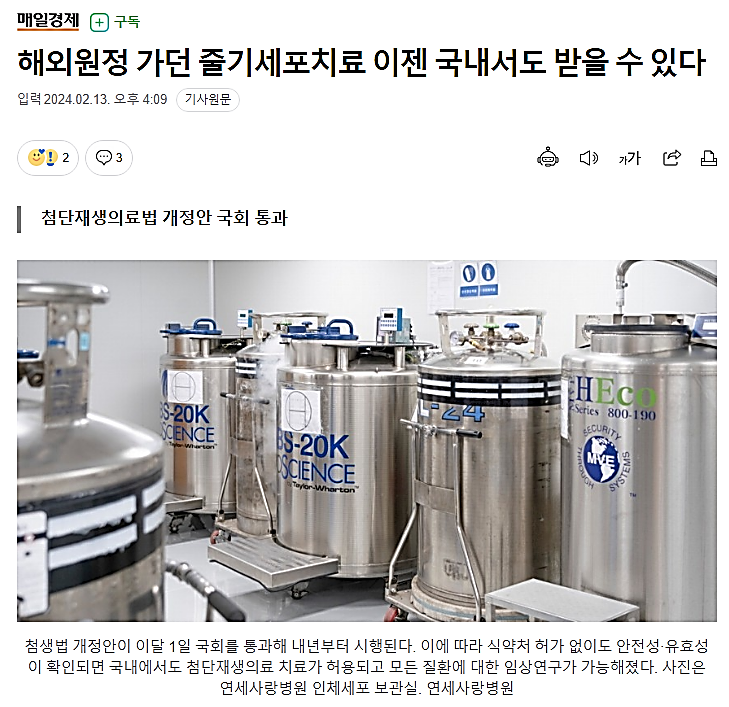 매일경제 구독
해외원정 가던 줄기세포치료 이젠 국내서도 받을 수 있다
입력 2024.02.13. 오후 4:09 기사원문
2 3 가가
첨단재생의료법 개정안 국회 통과
BS-20K
SCIENCE
Taylor-Wharton
BS-20K
OSCIENCE
by Taylor-Wharton™
L-24
HEco
-Series 800-190
SECURITY
THROUGH MVE SYSTEMS
첨생법 개정안이 이달 1일 국회를 통과해 내년부터 시행된다. 이에 따라 식약처 허가 없이도 안전성·유효성
이 확인되면 국내에서도 첨단재생의료 치료가 허용되고 모든 질환에 대한 임상연구가 가능해졌다. 사진은
연세사랑병원 인체세포 보관실. 연세사랑병원